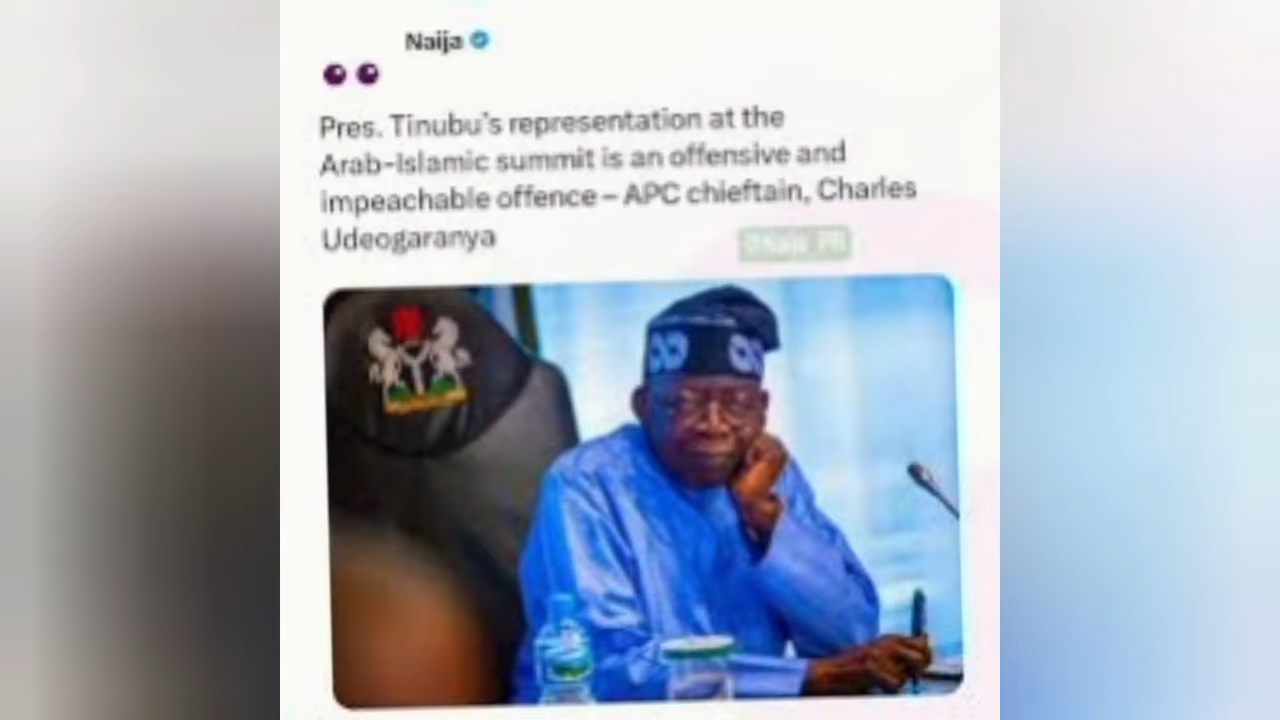 Naija
Pres. Tinubu's representation at the
Arab-Islamic summit is an offensive and
impeachable offence – APC chieftain, Charles
Udeogaranya